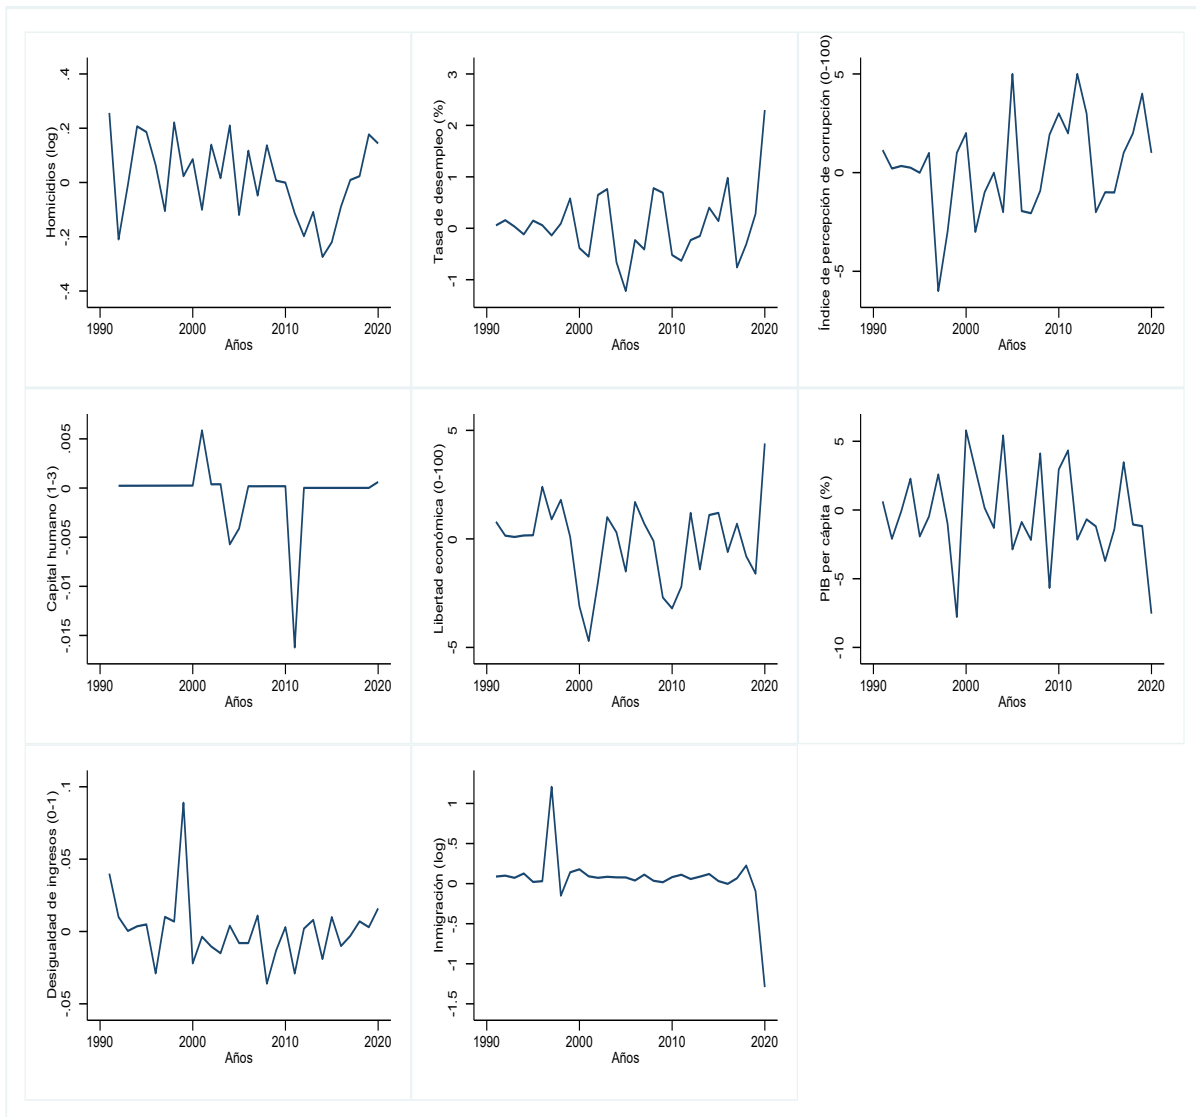 Homicidios (log)
.4
.2
0
-.2
-.4
1990 2000 2010 2020
Años
Tasa de desempleo (%)
3
2
1
0
-1
1990 2000 2010 2020
Años
Índice de percepción de corrupción (0-100)
5
0
-5
1990 2000 2010 2020
Años
Capital humano (1-3)
.005
0
-.005
-.01
-.015
1990 2000 2010 2020
Años
Libertad económica (0-100)
5
0
-5
1990 2000 2010 2020
Años
PIB per cápita (%)
5
0
-5
-10
1990 2000 2010 2020
Años
Desigualdad de ingresos (0-1)
.1
.05
0
-.05
1990 2000 2010 2020
Años
Inmigración (log)
1
.5
0
-.5
-1
-1.5
1990 2000 2010 2020
Años